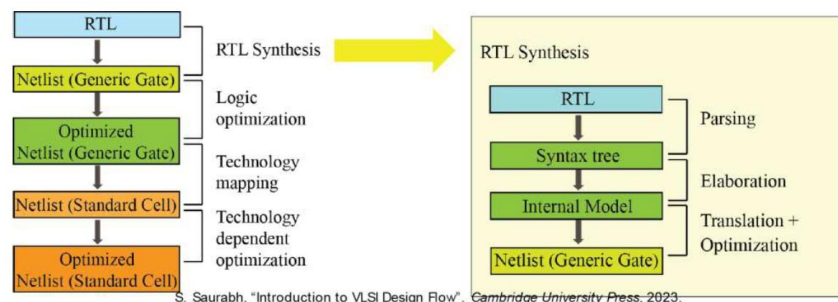 RTL
RTL Synthesis
Netlist (Generic Gate)
Logic
optimization
Optimized
Netlist (Generic Gate)
Technology
mapping
Netlist (Standard Cell)
Technology
dependent
optimization
Optimized
Netlist (Standard Cell)
RTL Synthesis
RTL
Parsing
Syntax tree
Elaboration
Internal Model
Translation +
Optimization
Netlist (Generic Gate)
S. Saurabh, "Introduction to VLSI Design Flow". Cambridge University Press. 2023.